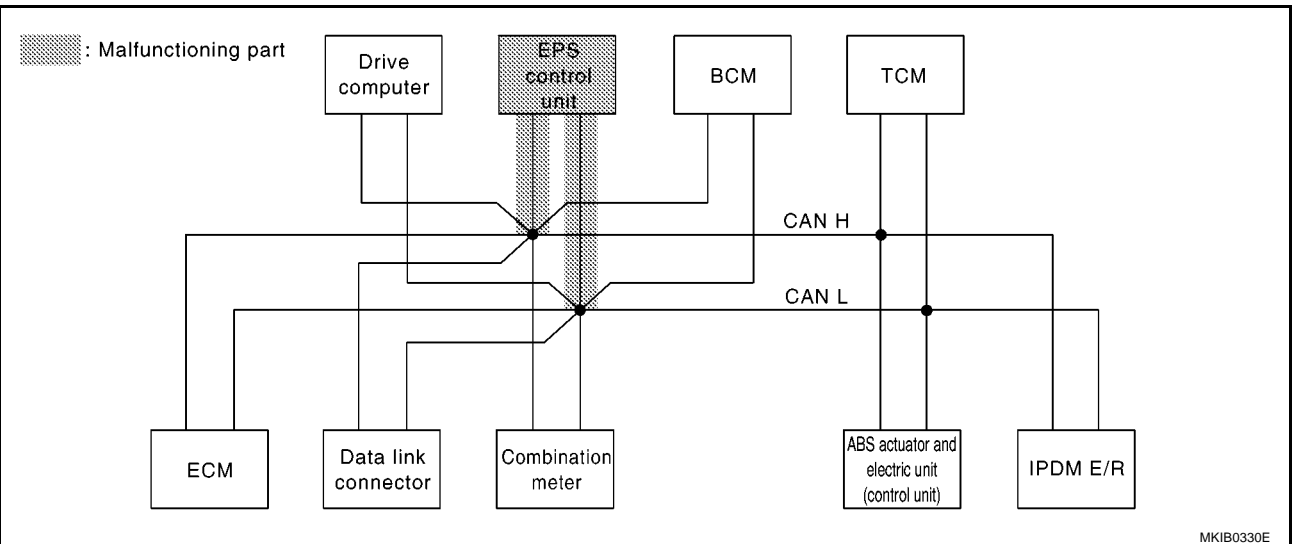 : Malfunctioning part
Drive
computer
EPS
control
unit
BCM
TCM
CAN H
CAN L
ECM
Data link
connector
Combination
meter
ABS actuator and
electric unit
(control unit)
IPDM E/R
MKIB0330E